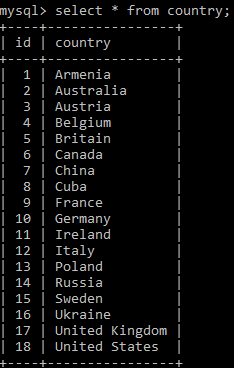 mysql> select * from country;
+----+----------------+
| id | country        |
+----+----------------+
|  1 | Armenia        |
|  2 | Australia      |
|  3 | Austria        |
|  4 | Belgium        |
|  5 | Britain        |
|  6 | Canada         |
|  7 | China          |
|  8 | Cuba           |
|  9 | France         |
| 10 | Germany        |
| 11 | Ireland        |
| 12 | Italy          |
| 13 | Poland         |
| 14 | Russia         |
| 15 | Sweden         |
| 16 | Ukraine        |
| 17 | United Kingdom |
| 18 | United States  |
+----+----------------+